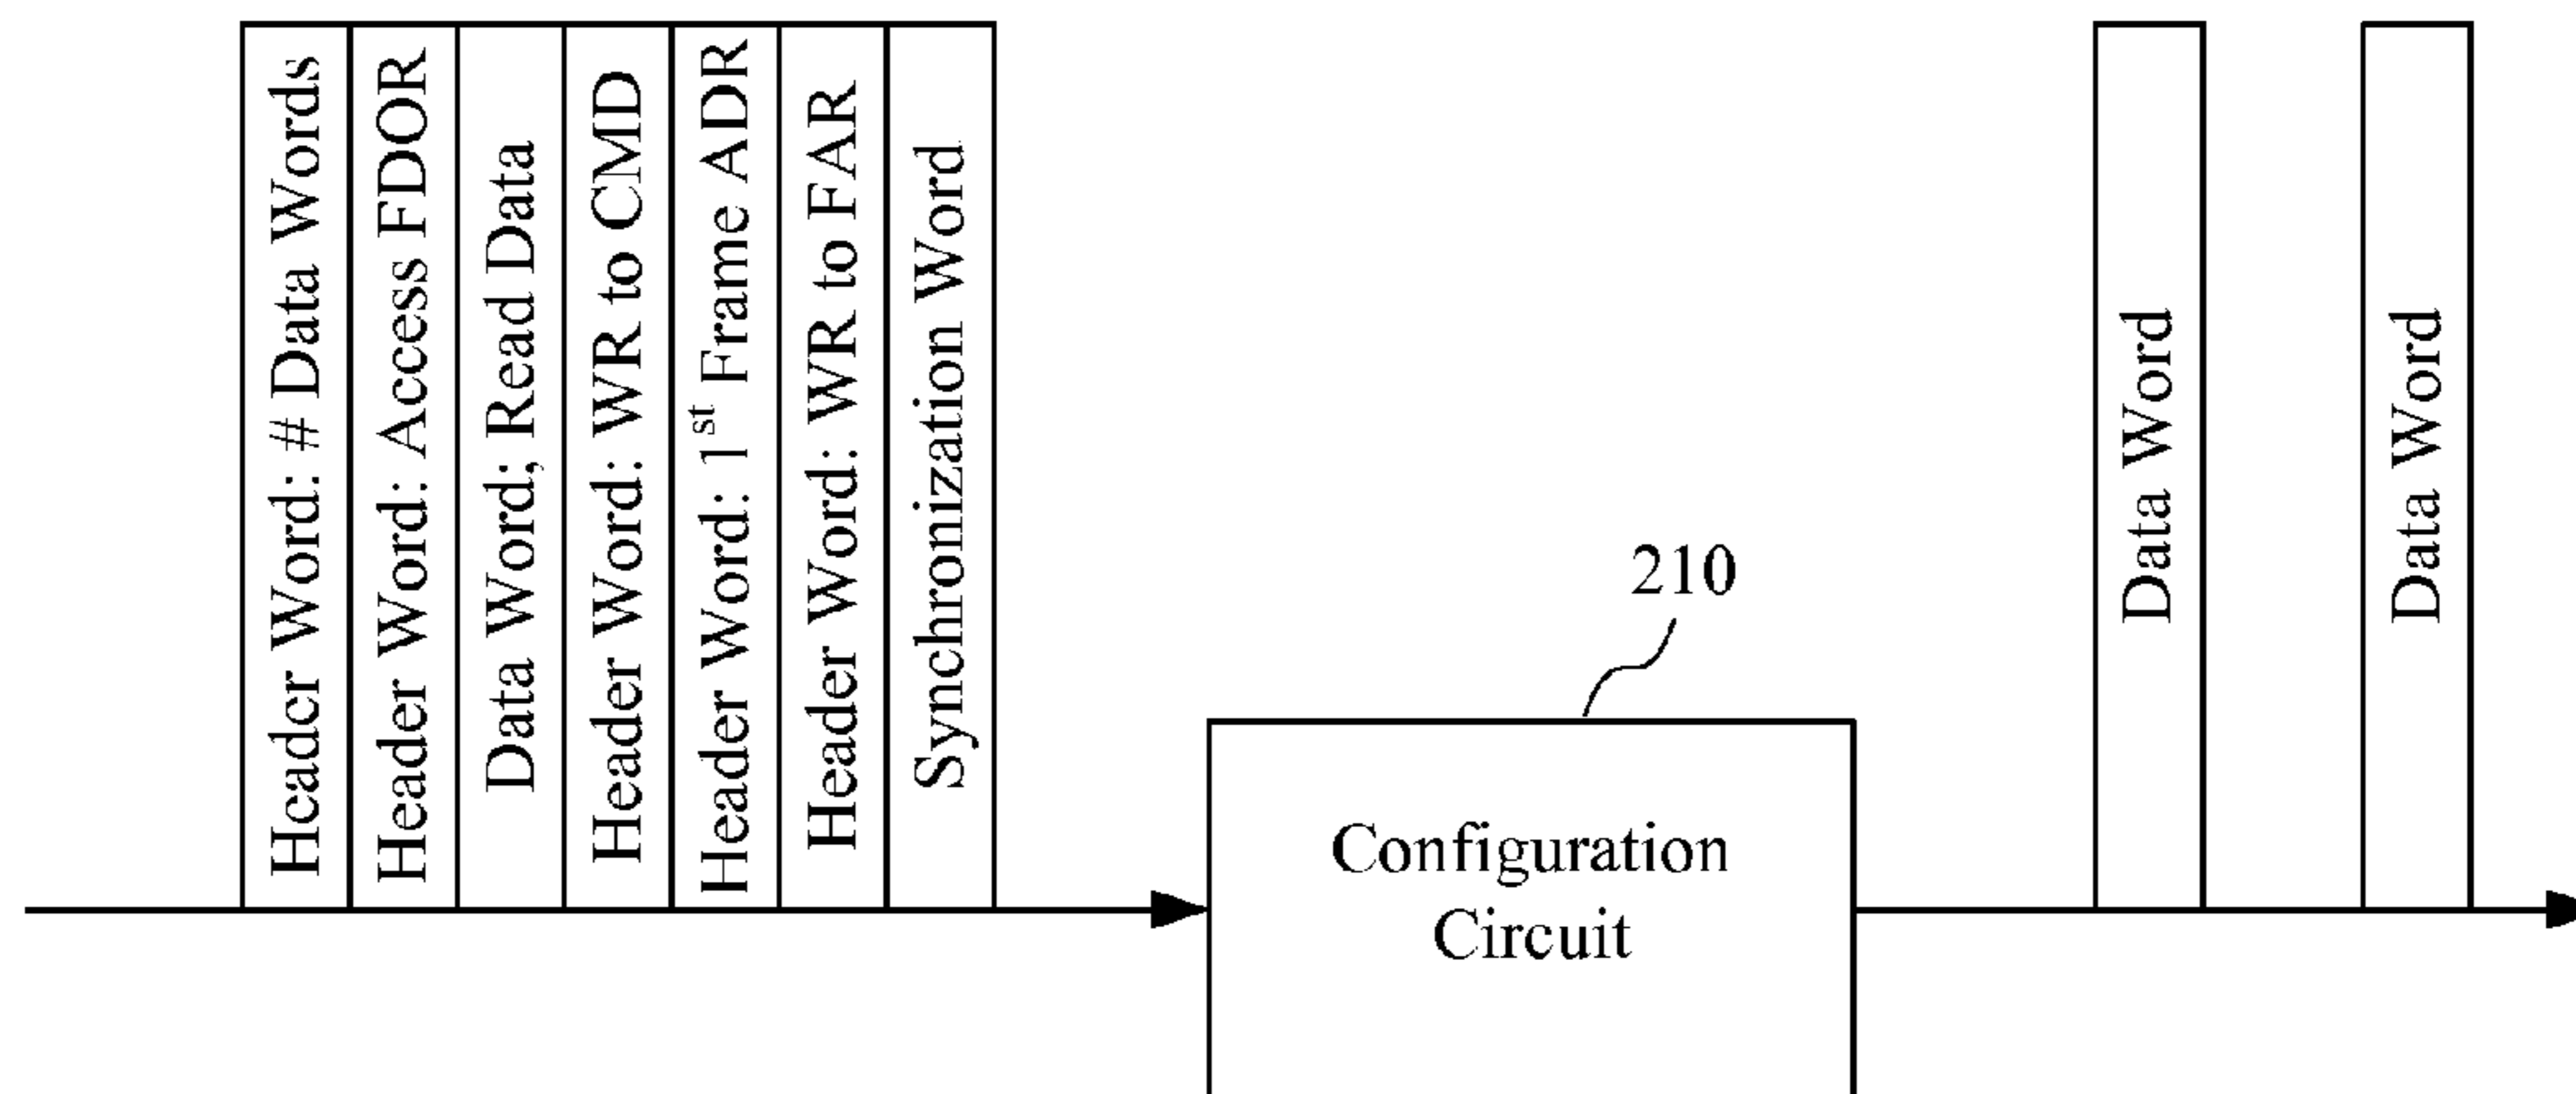 Header Word: # Data Words
Header Word: Access FDOR
Data Word; Read Data
Header Word: WR to CMD
Header Word: 1st Frame ADR
Header Word: WR to FAR
Synchronization Word
210
Configuration
Circuit
Data Word
Data Word